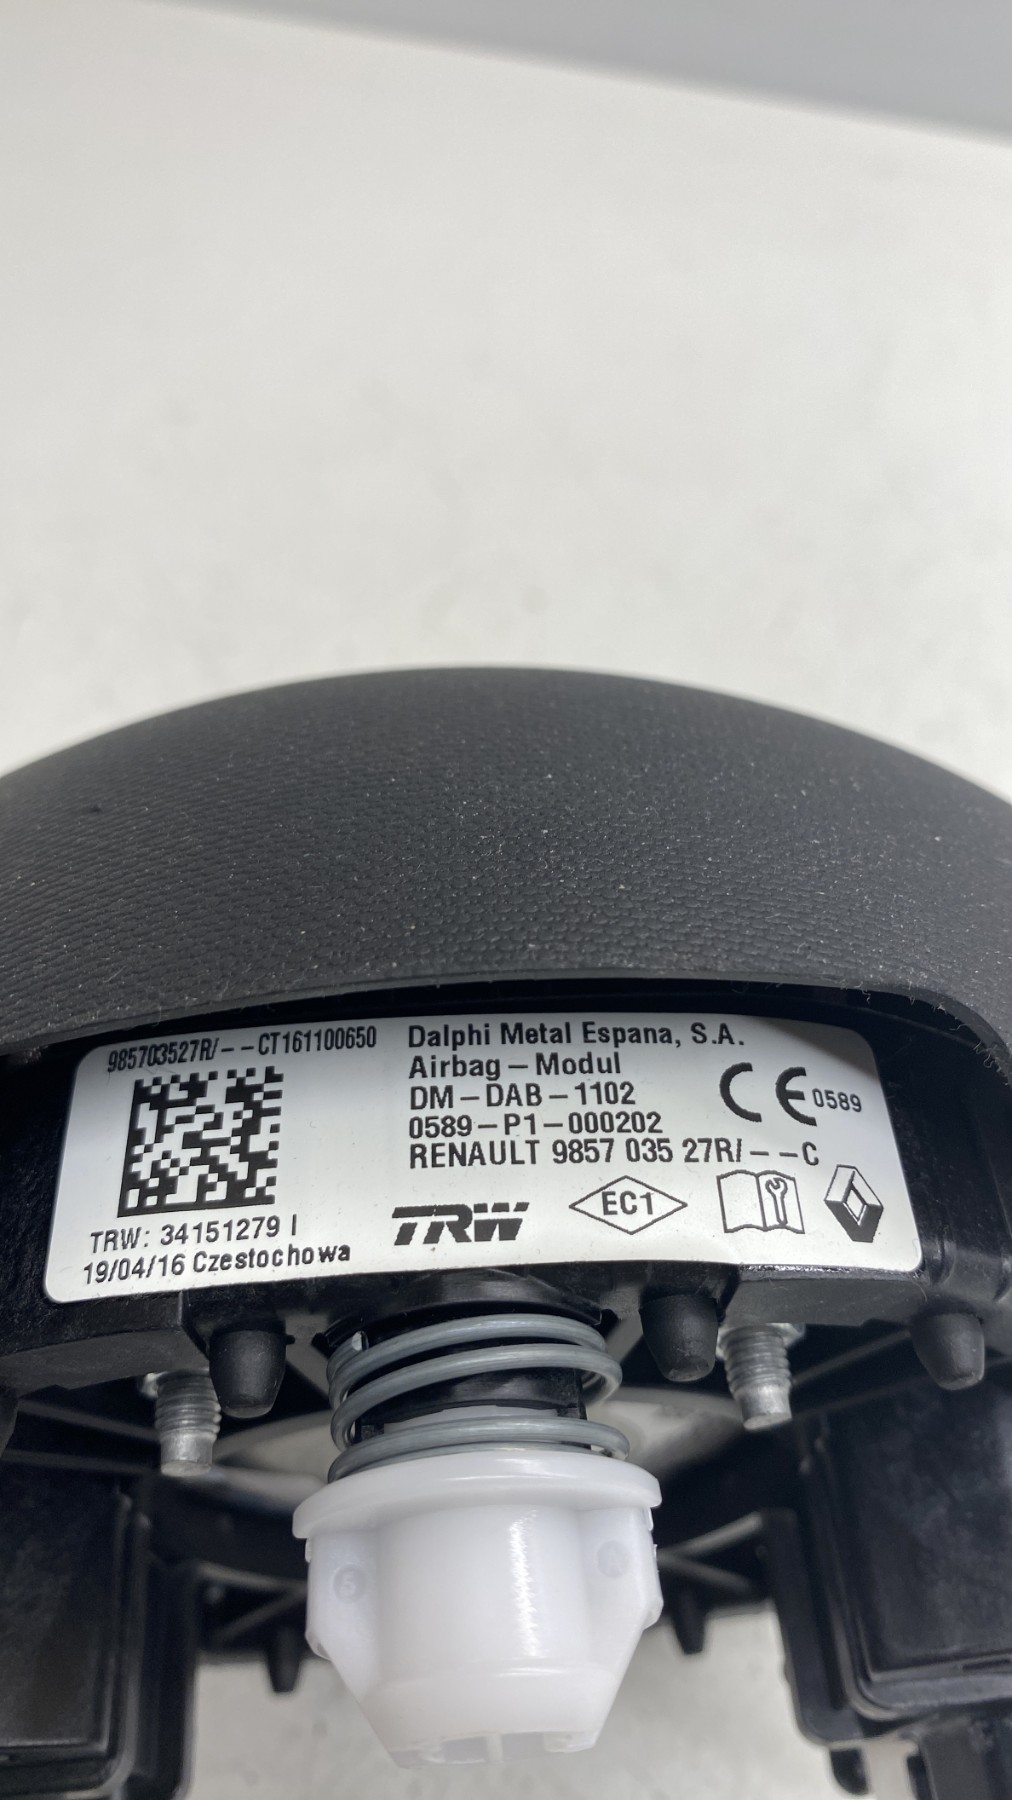 985703527R/--CT161100650
TRW: 34151279 I
19/04/16 Czestochowa
Dalphi Metal Espana, S.A.
Airbag-Modul
DM-DAB-1102
0589-P1-000202
RENAULT 9857 035 27R/--C
CE 0589
TRW
EC1